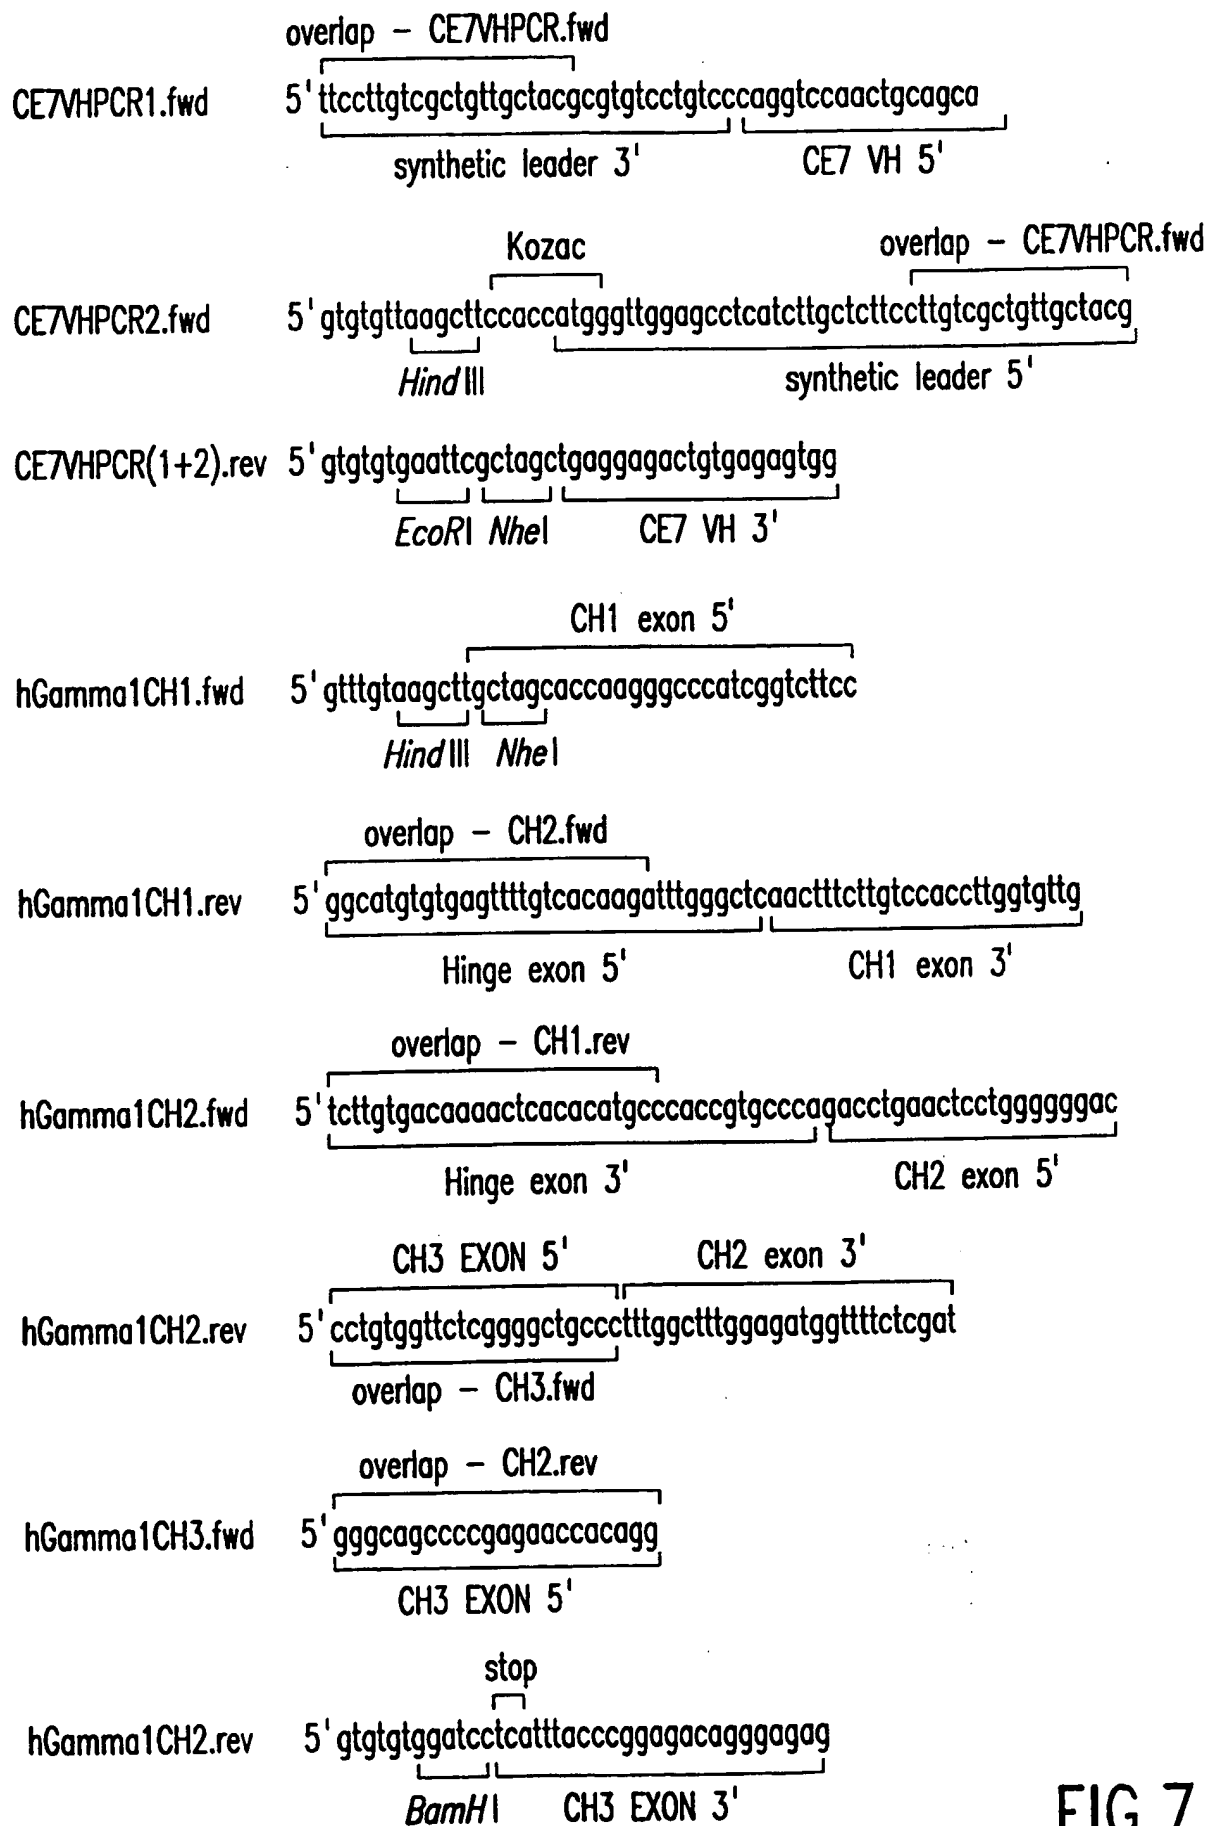 overlap – CE7VHPCR.fwd
CE7VHPCR1.fwd 5'ttccttgtcgctgttgctacgcgtgtcctgtcccaggtccaactgcagca
synthetic leader 3' CE7 VH 5'
Kozac overlap – CE7VHPCR.fwd
CE7VHPCR2.fwd 5'gtgtgttaagcttccaccatgggttggagcctcatcttgctcttccttgtcgctgttgctacg
HindIII synthetic leader 5'
CE7VHPCR(1+2).rev 5'gtgtgtgaattcgctagctgaggagactgtgagagtgg
EcoRI NheI CE7 VH 3'
CH1 exon 5'
hGamma1CH1.fwd 5'gtttgtaagcttgctagcaccaagggcccatcggtcttcc
HindIII NheI
overlap – CH2.fwd
hGamma1CH1.rev 5'ggcatgtgtgagttttgtcacaagatttgggctcaactttcttgtccaccttggtgttg
Hinge exon 5' CH1 exon 3'
overlap – CH1.rev
hGamma1CH2.fwd 5'tcttgtgacaaaactcacacatgcccaccgtgcccagacctgaactcctggggggac
Hinge exon 3' CH2 exon 5'
CH3 EXON 5' CH2 exon 3'
hGamma1CH2.rev 5'cctgtggttctcggggctgccctttggctttggagatggttttctcgat
overlap – CH3.fwd
overlap – CH2.rev
hGamma1CH3.fwd 5'gggcagccccgagaaccacagg
CH3 EXON 5'
stop
hGamma1CH2.rev 5'gtgtgtggatcctcatttacccggagacagggagag
BamHI CH3 EXON 3'
FIG 7